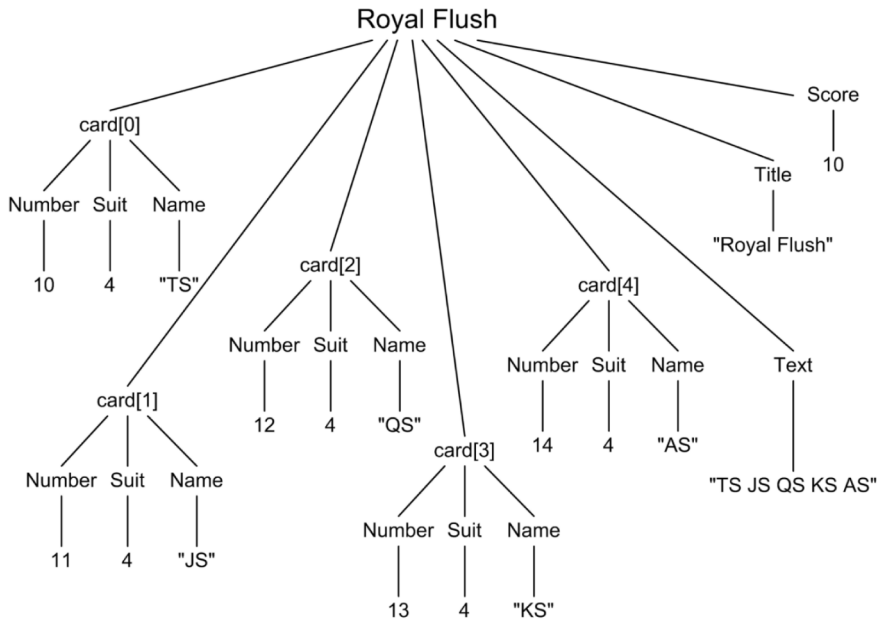 Royal Flush
Score
10
Title
"Royal Flush"
card[0]
Number Suit Name
10 4 "TS"
card[2]
Number Suit Name
12 4 "QS"
card[4]
Number Suit Name
14 4 "AS"
Text
"TS JS QS KS AS"
card[1]
Number Suit Name
11 4 "JS"
card[3]
Number Suit Name
13 4 "KS"